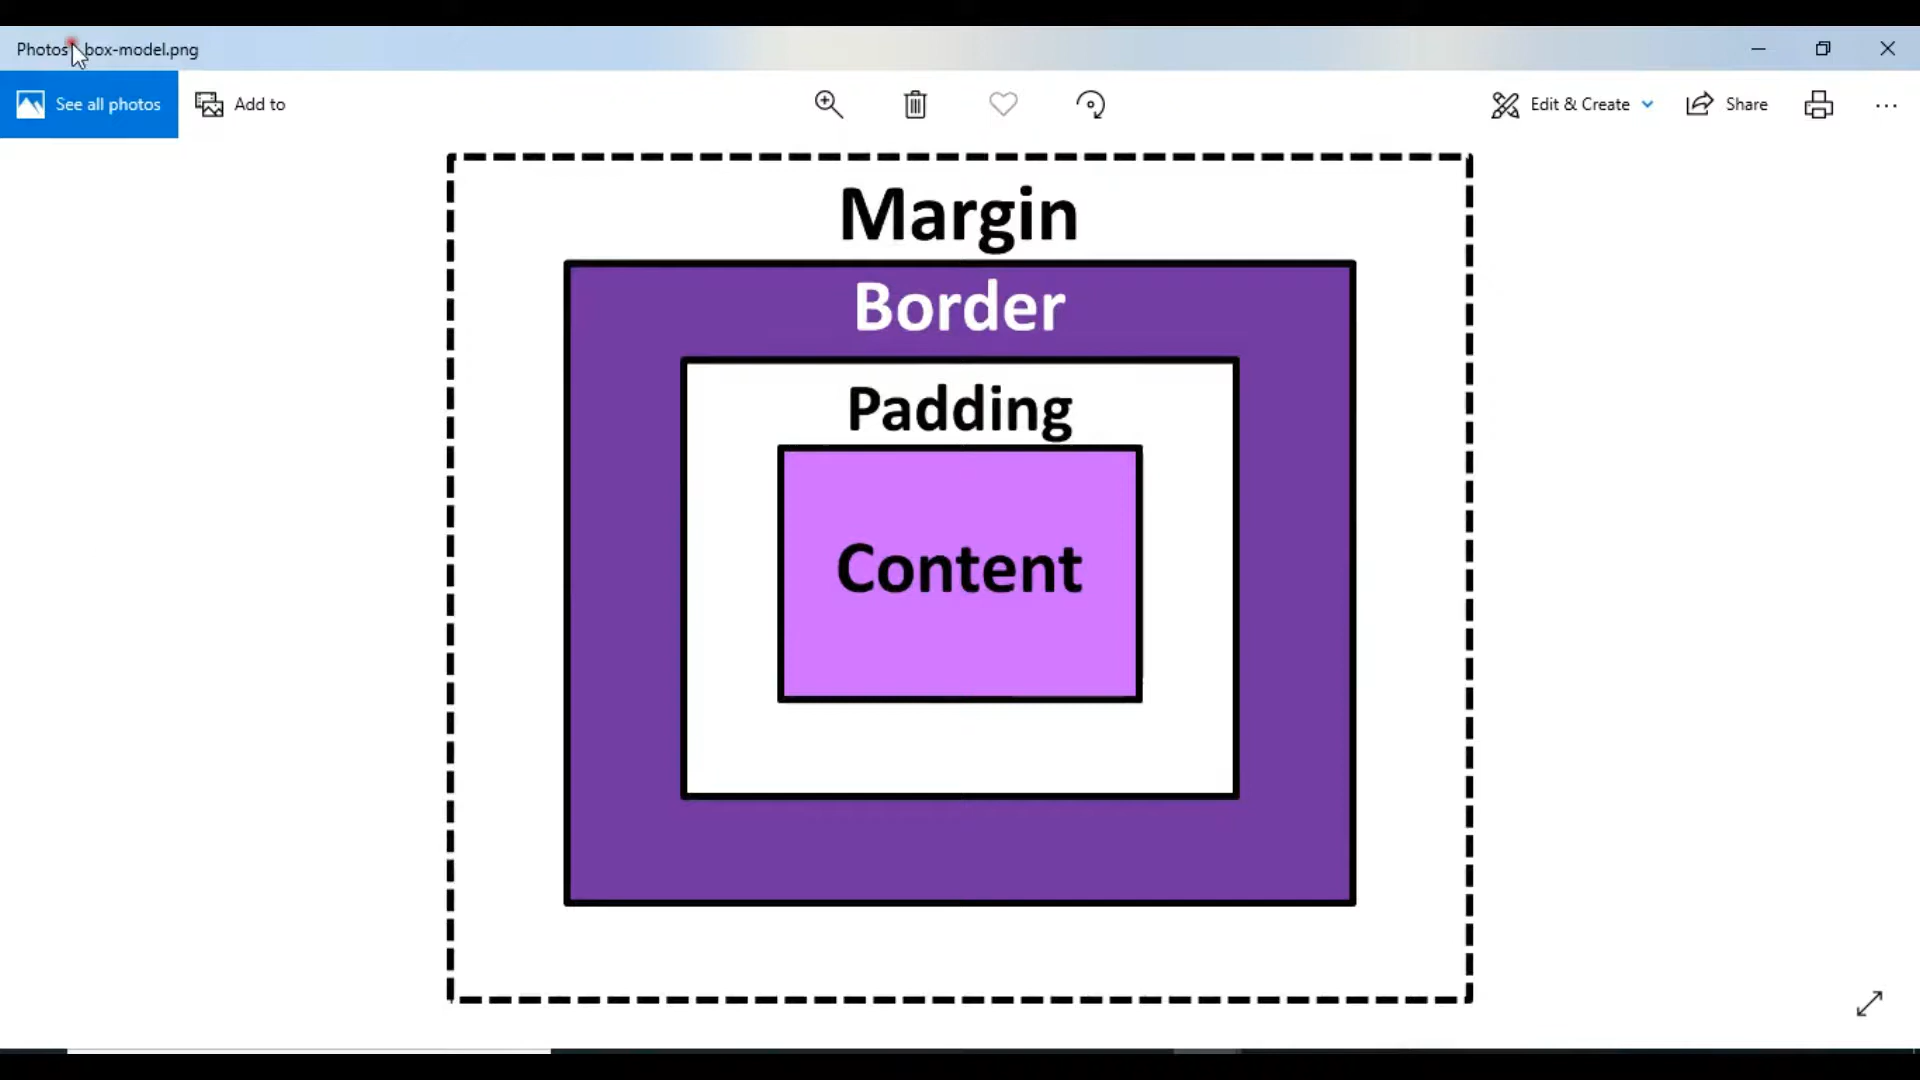 Photos - box-model.png
See all photos
Add to
Edit & Create
Share
Margin
Border
Padding
Content